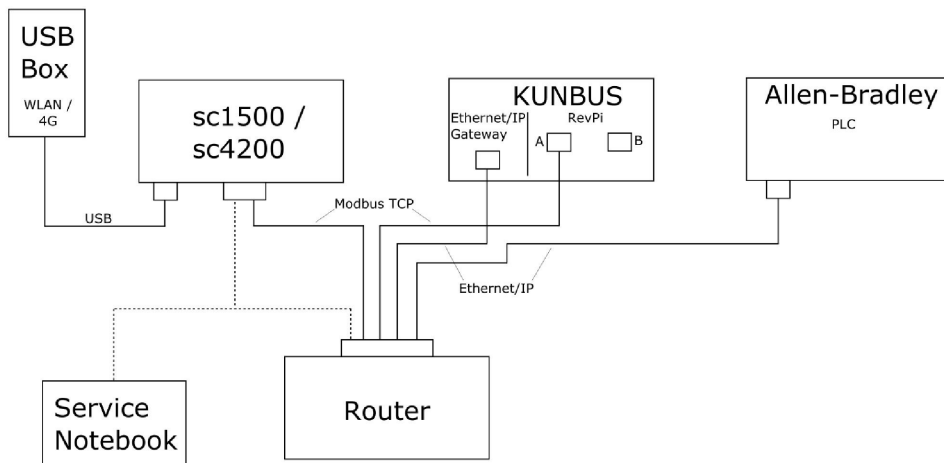 USB
Box
WLAN /
4G
sc1500 /
sc4200
KUNBUS
Ethernet/IP
Gateway
RevPi
A
B
Allen-Bradley
PLC
USB
Modbus TCP
Ethernet/IP
Service
Notebook
Router